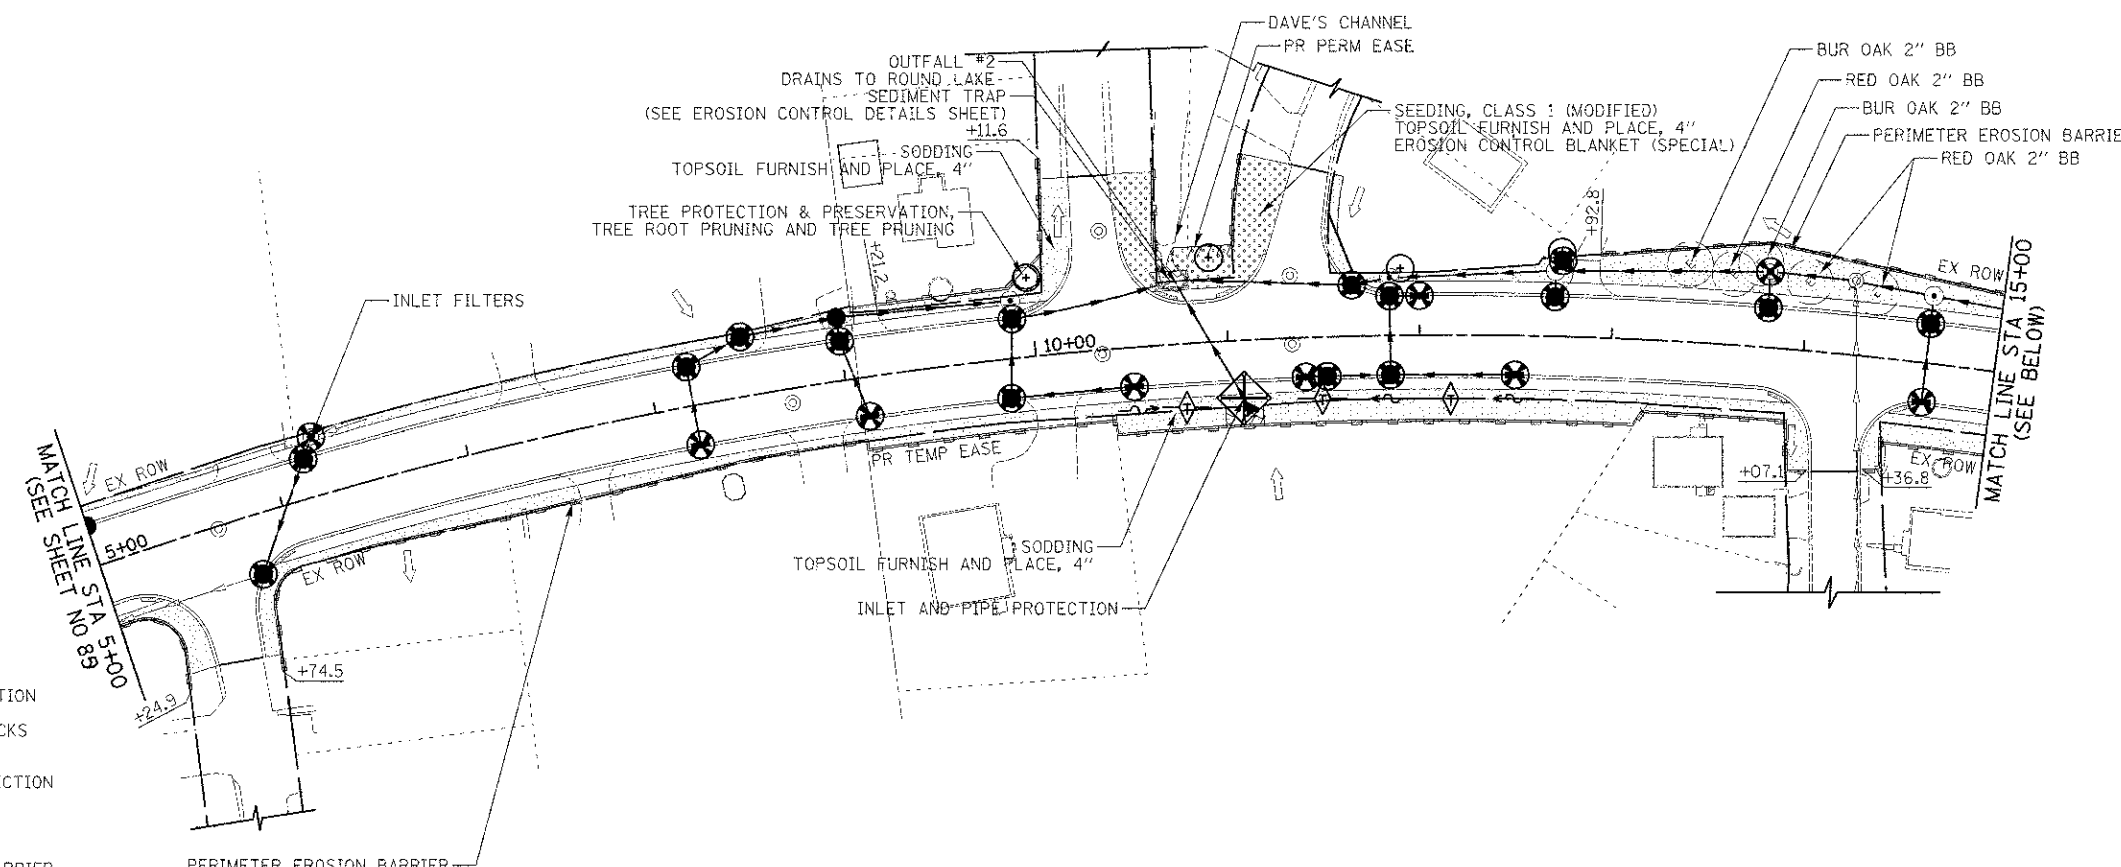 DAVE'S CHANNEL
PR PERM EASE
OUTFALL #2
DRAINS TO ROUND LAKE
SEDIMENT TRAP
(SEE EROSION CONTROL DETAILS SHEET)
+11.6
SODDING
TOPSOIL FURNISH AND PLACE, 4"
TREE PROTECTION & PRESERVATION,
TREE ROOT PRUNING AND TREE PRUNING
+21.2
INLET FILTERS
SEEDING, CLASS 1 (MODIFIED)
TOPSOIL FURNISH AND PLACE, 4"
EROSION CONTROL BLANKET (SPECIAL)
BUR OAK 2" BB
RED OAK 2" BB
BUR OAK 2" BB
PERIMETER EROSION BARRIE
RED OAK 2" BB
+92.8
EX ROW
MATCH LINE STA 15+00
(SEE BELOW)
10+00
EX ROW
MATCH LINE STA 5+00
(SEE SHEET NO 89
5+00
EX ROW
PR TEMP EASE
T
T
T
+07.1
+36.8
EX ROW
SODDING
TOPSOIL FURNISH AND PLACE, 4"
INLET AND PIPE PROTECTION
+74.5
+24.9
TION
CKS
CTION
PERIMETER EROSION BARRIER